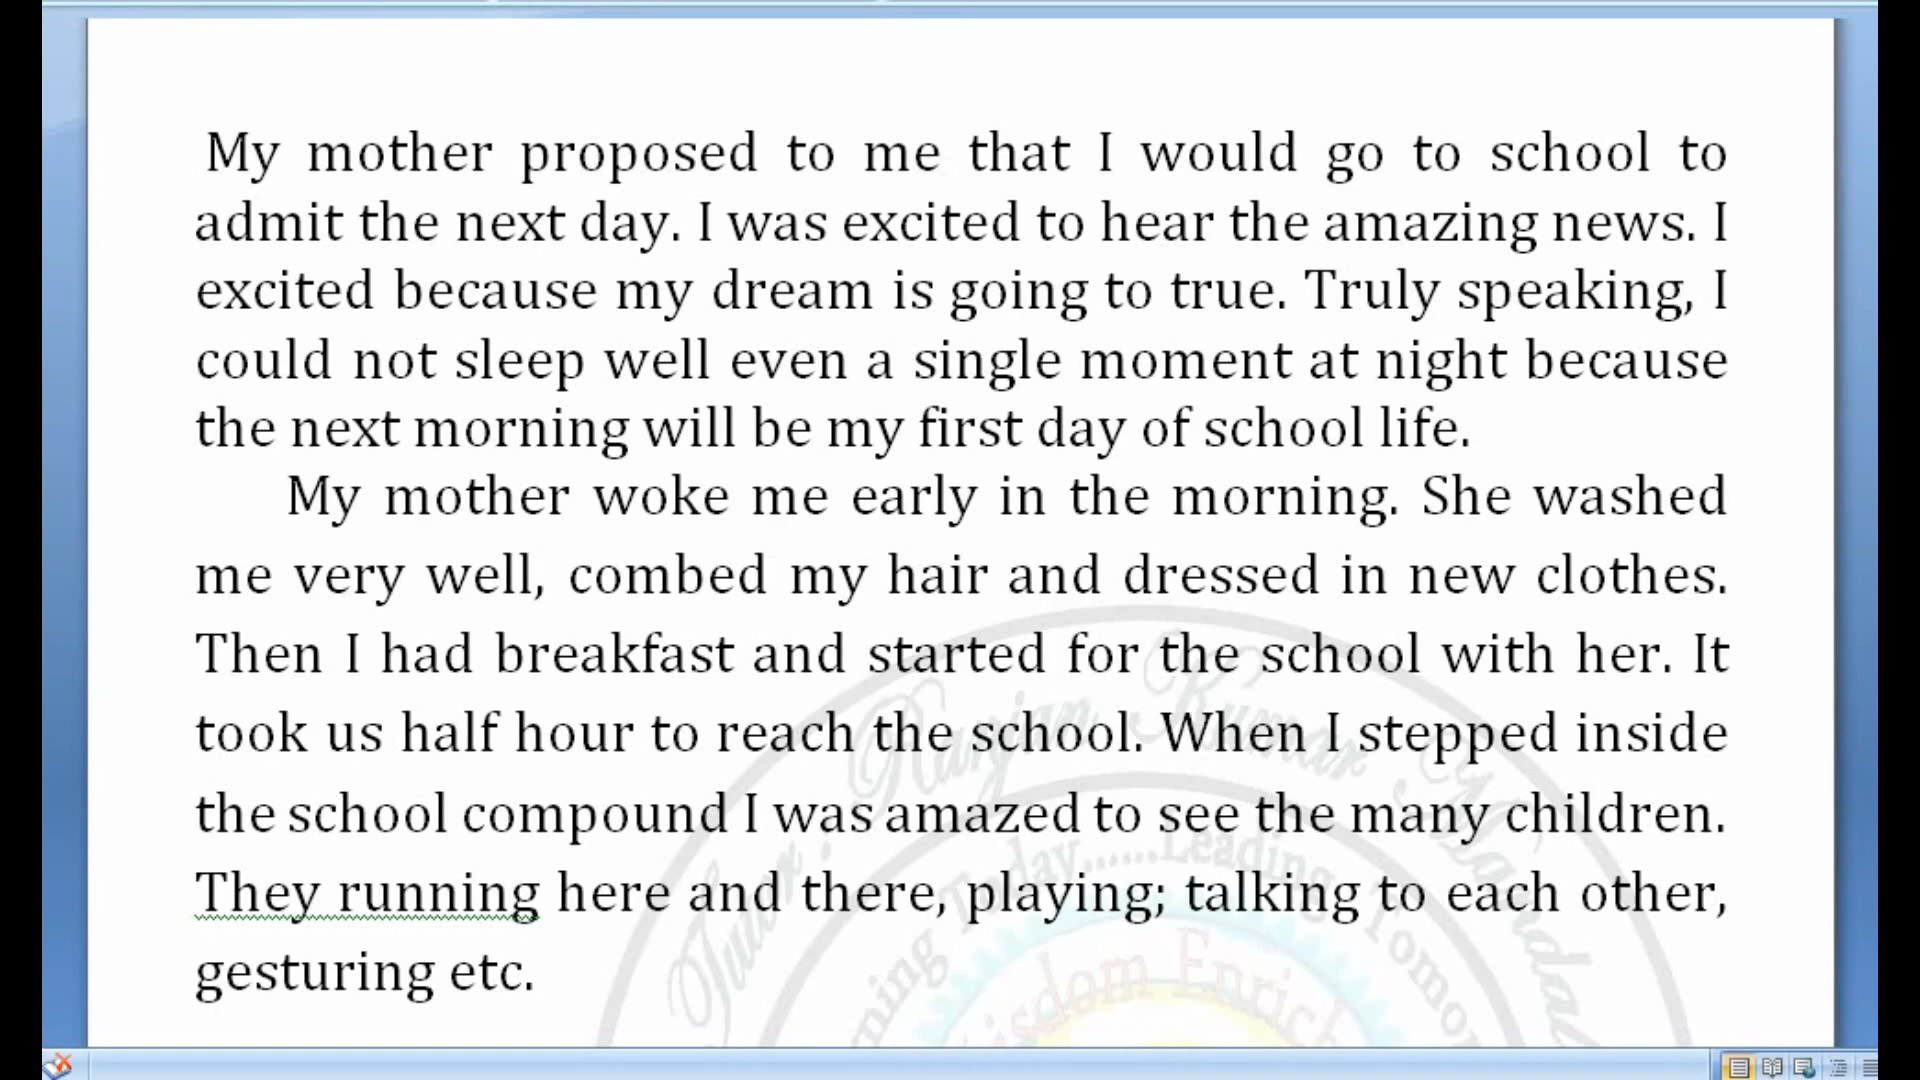 My mother proposed to me that I would go to school to
admit the next day. I was excited to hear the amazing news. I
excited because my dream is going to true. Truly speaking, I
could not sleep well even a single moment at night because
the next morning will be my first day of school life.
My mother woke me early in the morning. She washed
me very well, combed my hair and dressed in new clothes.
Then I had breakfast and started for the school with her. It
took us half hour to reach the school. When I stepped inside
the school compound I was amazed to see the many children.
They running here and there, playing; talking to each other,
gesturing etc.
Tutor : Ranjan Kumar Mandal
Today......Leading